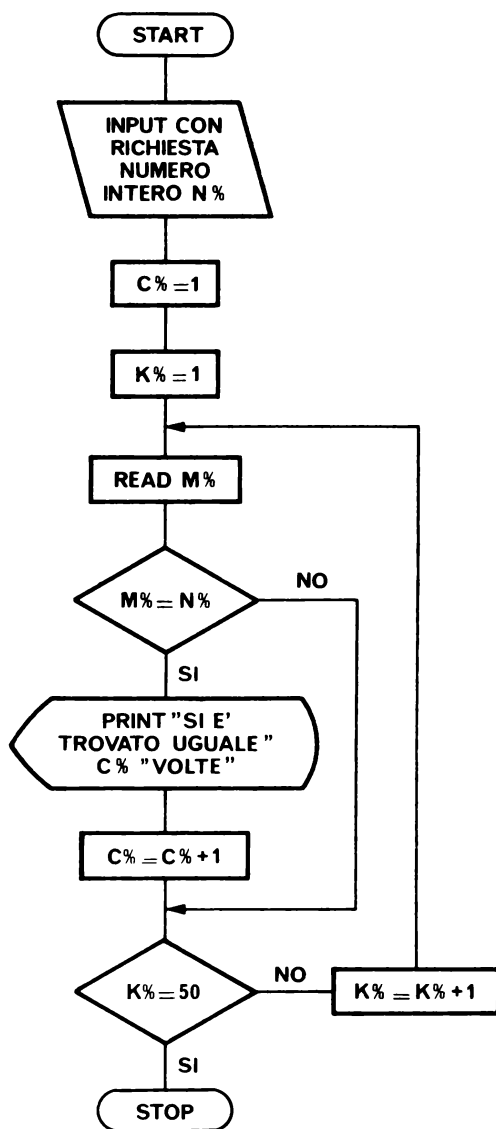 START
INPUT CON
RICHIESTA
NUMERO
INTERO N%
C%=1
K%=1
READ M%
M%=N%
NO
SI
PRINT "SI E'
TROVATO UGUALE"
C% "VOLTE"
C%=C%+1
K%=50
NO
K%=K%+1
SI
STOP